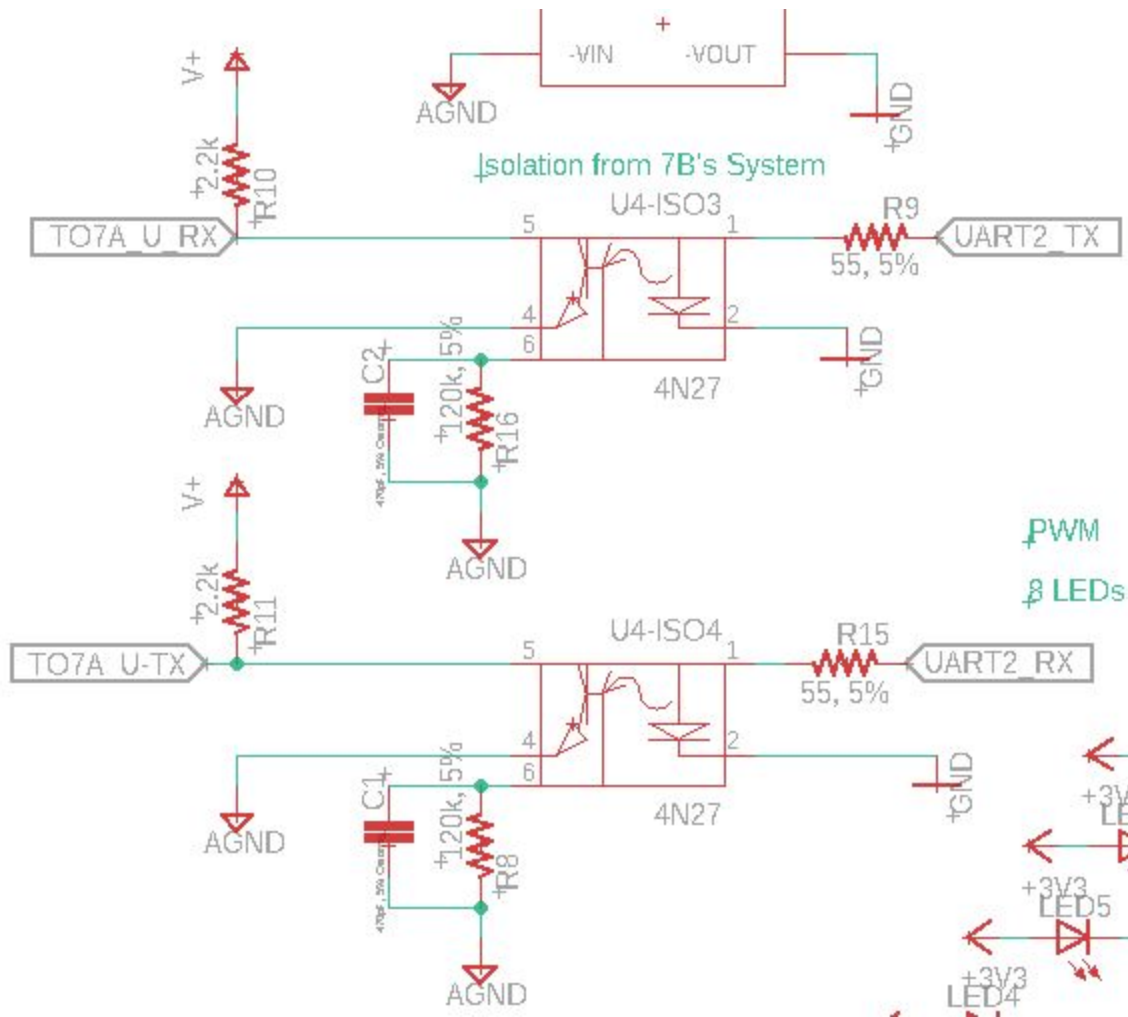 -VIN
-VOUT
V+
AGND
GND
2.2k
R10
Isolation from 7B's System
U4-ISO3
R9
TO7A_U_RX
5
1
UART2_TX
55, 5%
4
2
6
120k, 5%
C2
GND
AGND
4N27
R16
V+
AGND
PWM
8 LEDs
2.2k
R11
U4-ISO4
R15
TO7A_U-TX
5
1
UART2_RX
55, 5%
4
2
6
120k, 5%
C1
GND
AGND
4N27
R8
+3V
LE
+3V3
LED5
AGND
+3V3
LED4